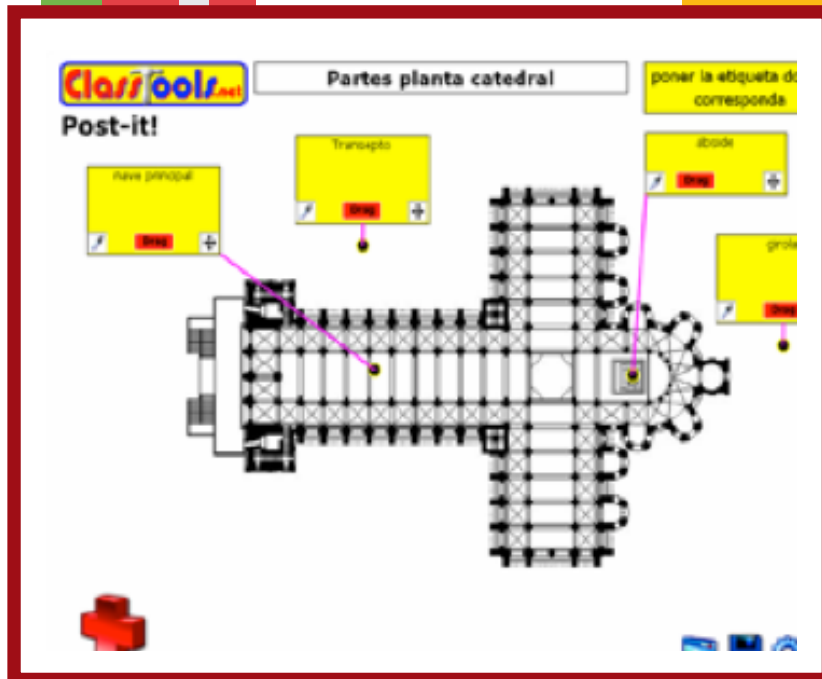 ClassTools.net
Partes planta catedral
poner la etiqueta do
corresponda
Post-it!
Transepto
Drag
abside
Drag
nave principal
Drag
girola
Drag